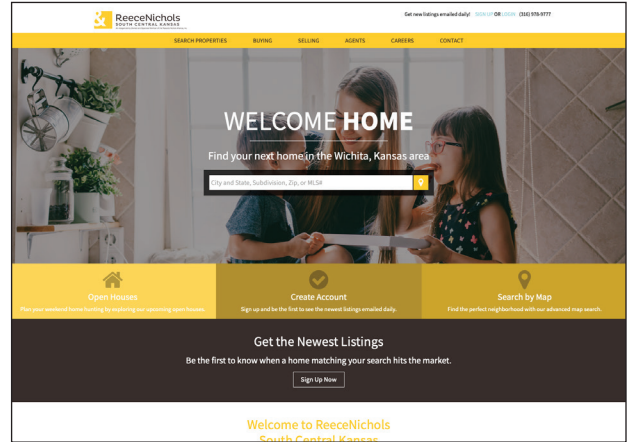 ReeceNichols
SOUTH CENTRAL KANSAS
Get new listings emailed daily! SIGN UP OR LOGIN (316) 978-9777
SEARCH PROPERTIES BUYING SELLING AGENTS CAREERS CONTACT
WELCOME HOME
Find your next home in the Wichita, Kansas area
City and State, Subdivision, Zip, or MLS#
Open Houses
Plan your weekend home hunting by exploring our upcoming open houses.
Create Account
Sign up and be the first to see the newest listings emailed daily.
Search by Map
Find the perfect neighborhood with our advanced map search.
Get the Newest Listings
Be the first to know when a home matching your search hits the market.
Sign Up Now
Welcome to ReeceNichols
South Central Kansas